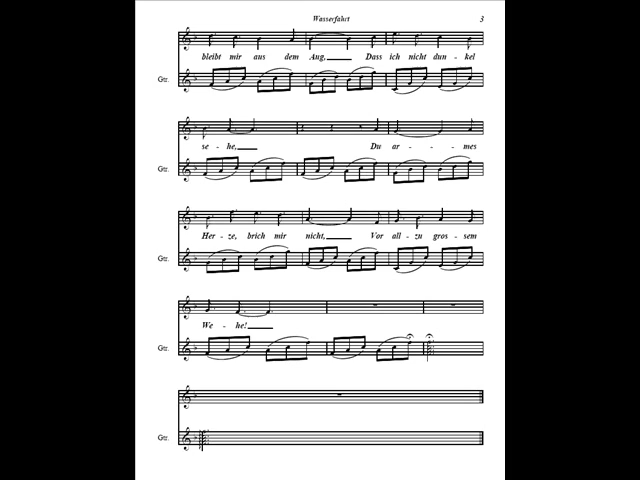 Wasserfahrt 3
bleibt mir aus dem Aug, Dass ich nicht dun - kel
Gtr.
se - he, Du ar - mes
Gtr.
Her - ze, brich mir nicht, Vor all - zu gros - sem
Gtr.
We - he!
Gtr.
Gtr.